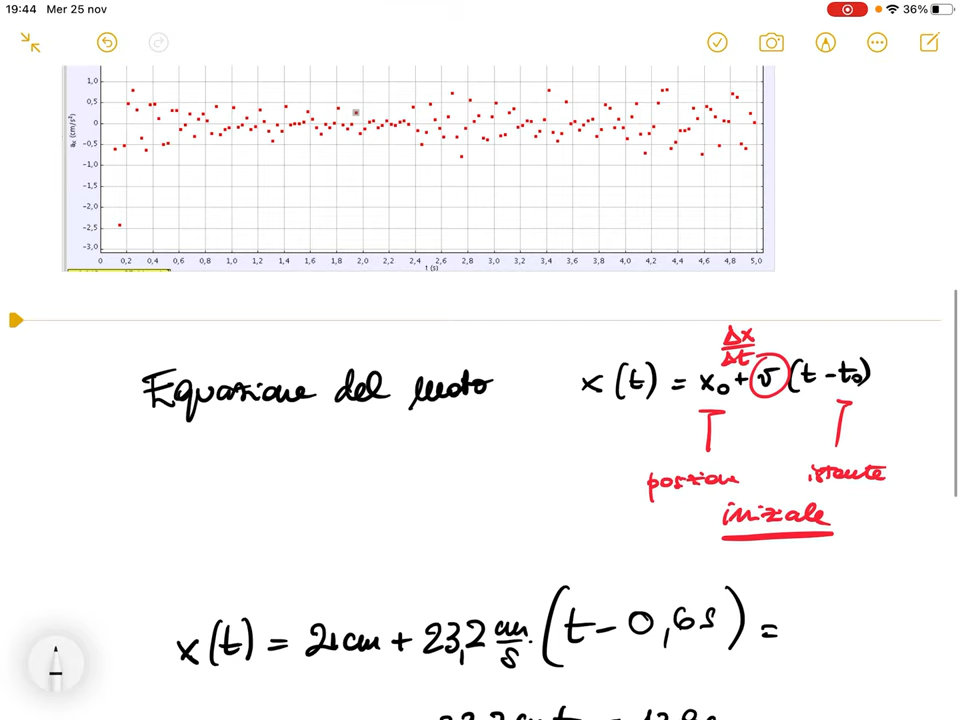 19:44 Mer 25 nov
36%
1,0
0,5
0
−0,5
−1,0
−1,5
−2,0
−2,5
−3,0
0 0,2 0,4 0,6 0,8 1,0 1,2 1,4 1,6 1,8 2,0 2,2 2,4 2,6 2,8 3,0 3,2 3,4 3,6 3,8 4,0 4,2 4,4 4,6 4,8 5,0
t (s)
Δx
Δt
Equazione del moto
x(t) = x₀ + v(t − t₀)
posizione
istante
iniziale
x(t) = 21 cm + 23,2 cm/s · (t − 0,6 s) =